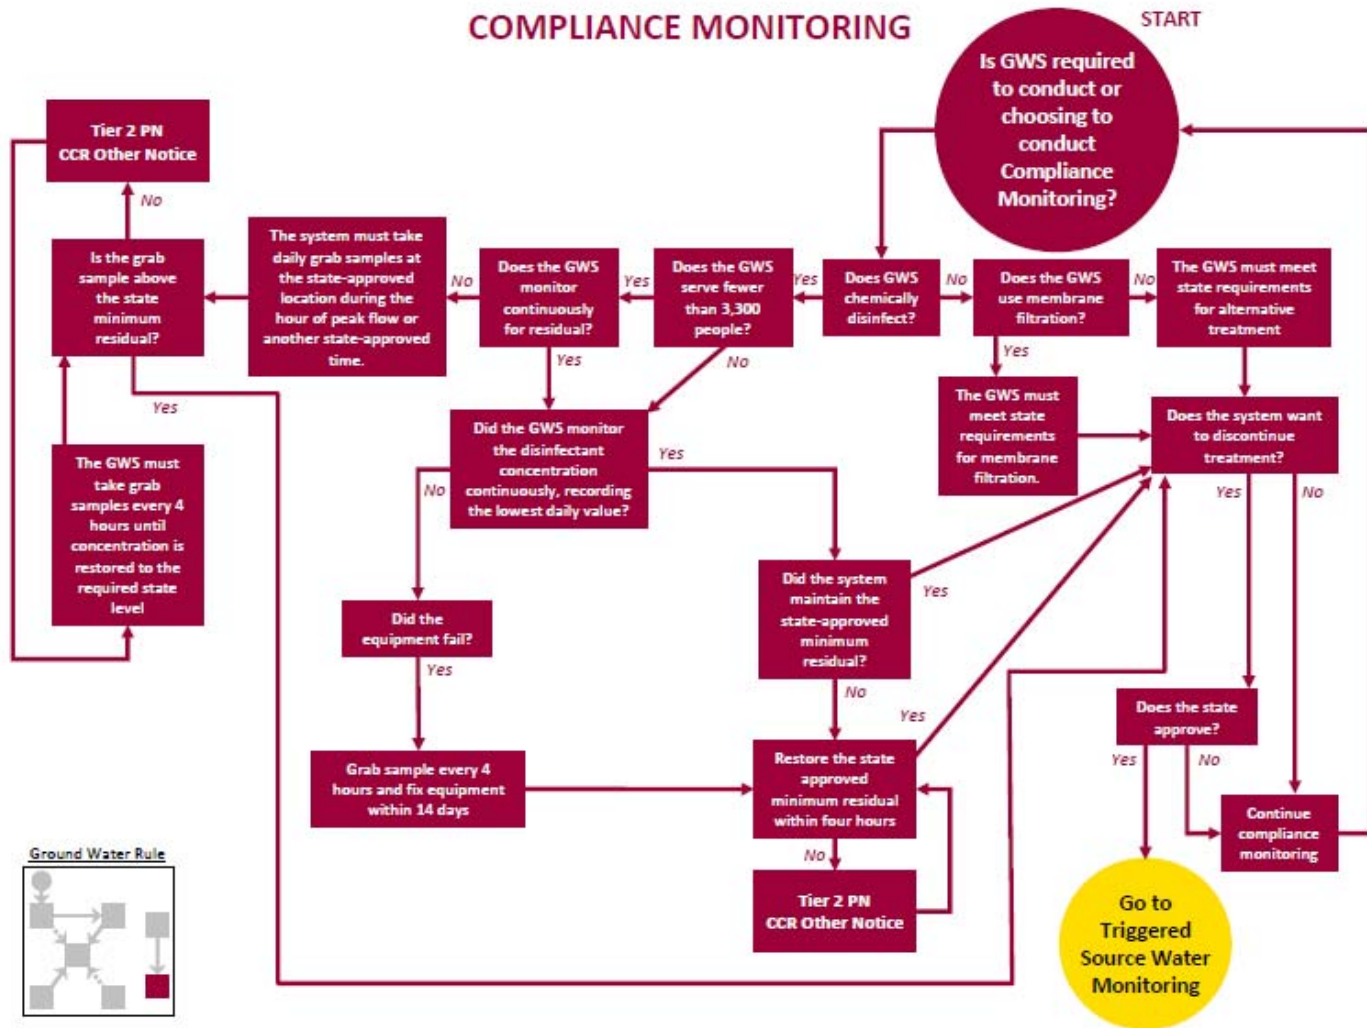 COMPLIANCE MONITORING
START
Is GWS required
to conduct or
choosing to
conduct
Compliance
Monitoring?
Tier 2 PN
CCR Other Notice
No
Is the grab
sample above
the state
minimum
residual?
The system must take
daily grab samples at
the state-approved
location during the
hour of peak flow or
another state-approved
time.
No
Does the GWS
monitor
continuously
for residual?
Yes
Does the GWS
serve fewer
than 3,300
people?
Yes
Does GWS
chemically
disinfect?
No
Does the GWS
use membrane
filtration?
No
The GWS must meet
state requirements
for alternative
treatment
Yes
No
Yes
Yes
The GWS must
take grab
samples every 4
hours until
concentration is
restored to the
required state
level
Did the GWS monitor
the disinfectant
concentration
continuously, recording
the lowest daily value?
No
Yes
The GWS must
meet state
requirements
for membrane
filtration.
Does the system want
to discontinue
treatment?
Yes
No
Did the
equipment fail?
Yes
Did the system
maintain the
state-approved
minimum
residual?
Yes
No
Yes
Does the state
approve?
Yes
No
Grab sample every 4
hours and fix equipment
within 14 days
Restore the state
approved
minimum residual
within four hours
No
Continue
compliance
monitoring
Tier 2 PN
CCR Other Notice
Go to
Triggered
Source Water
Monitoring
Ground Water Rule